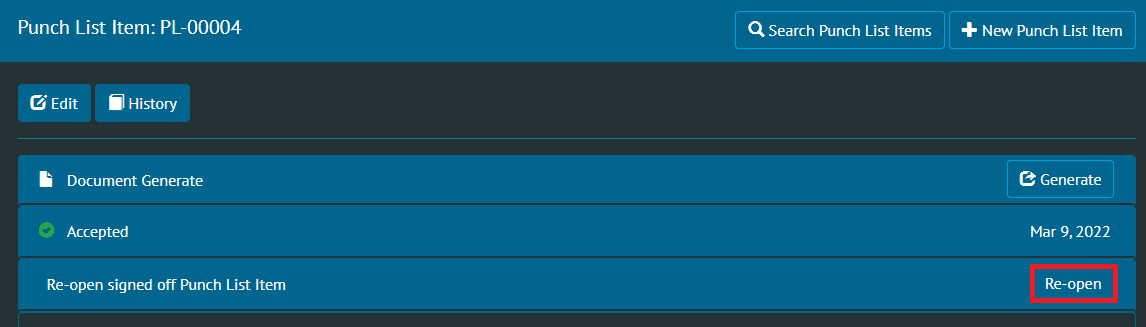 Punch List Item: PL-00004
Search Punch List Items
New Punch List Item
Edit
History
Document Generate
Generate
Accepted
Mar 9, 2022
Re-open signed off Punch List Item
Re-open